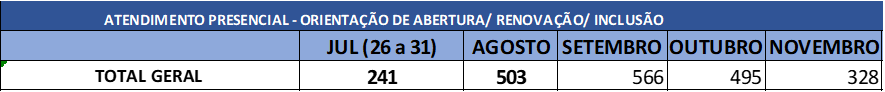 ATENDIMENTO PRESENCIAL - ORIENTAÇÃO DE ABERTURA/ RENOVAÇÃO/ INCLUSÃO
JUL (26 a 31) AGOSTO SETEMBRO OUTUBRO NOVEMBRO
TOTAL GERAL 241 503 566 495 328